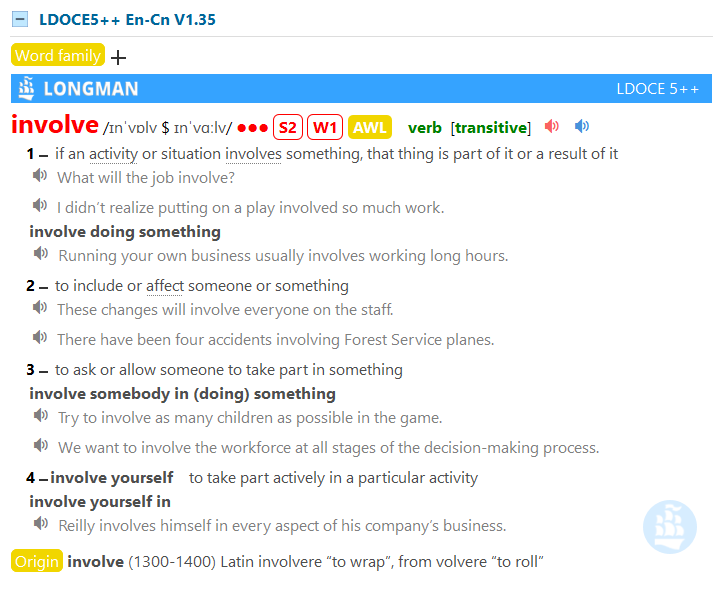 LDOCE5++ En-Cn V1.35
Word family
LONGMAN LDOCE 5++
involve /ɪnˈvɒlv $ ɪnˈvɑːlv/ ●●● S2 W1 AWL verb [transitive]
1 – if an activity or situation involves something, that thing is part of it or a result of it
What will the job involve?
I didn’t realize putting on a play involved so much work.
involve doing something
Running your own business usually involves working long hours.
2 – to include or affect someone or something
These changes will involve everyone on the staff.
There have been four accidents involving Forest Service planes.
3 – to ask or allow someone to take part in something
involve somebody in (doing) something
Try to involve as many children as possible in the game.
We want to involve the workforce at all stages of the decision-making process.
4 – involve yourself to take part actively in a particular activity
involve yourself in
Reilly involves himself in every aspect of his company’s business.
Origin involve (1300-1400) Latin involvere “to wrap”, from volvere “to roll”